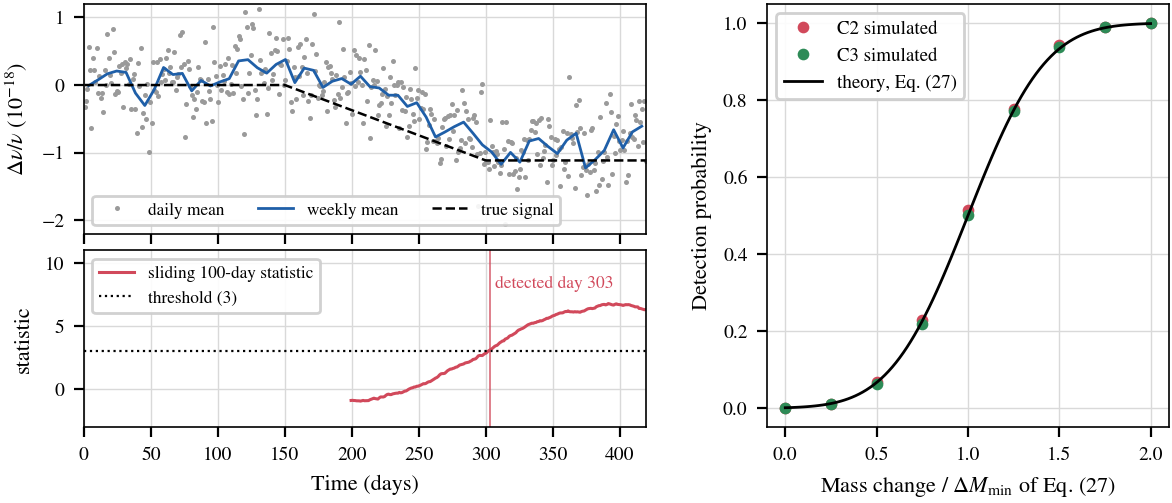 1
0
−1
−2
Δν/ν (10⁻¹⁸)
daily mean
weekly mean
true signal
10
5
0
statistic
sliding 100-day statistic
threshold (3)
detected day 303
0 50 100 150 200 250 300 350 400
Time (days)
1.0
0.8
0.6
0.4
0.2
0.0
Detection probability
C2 simulated
C3 simulated
theory, Eq. (27)
0.0 0.5 1.0 1.5 2.0
Mass change / ΔM_min of Eq. (27)